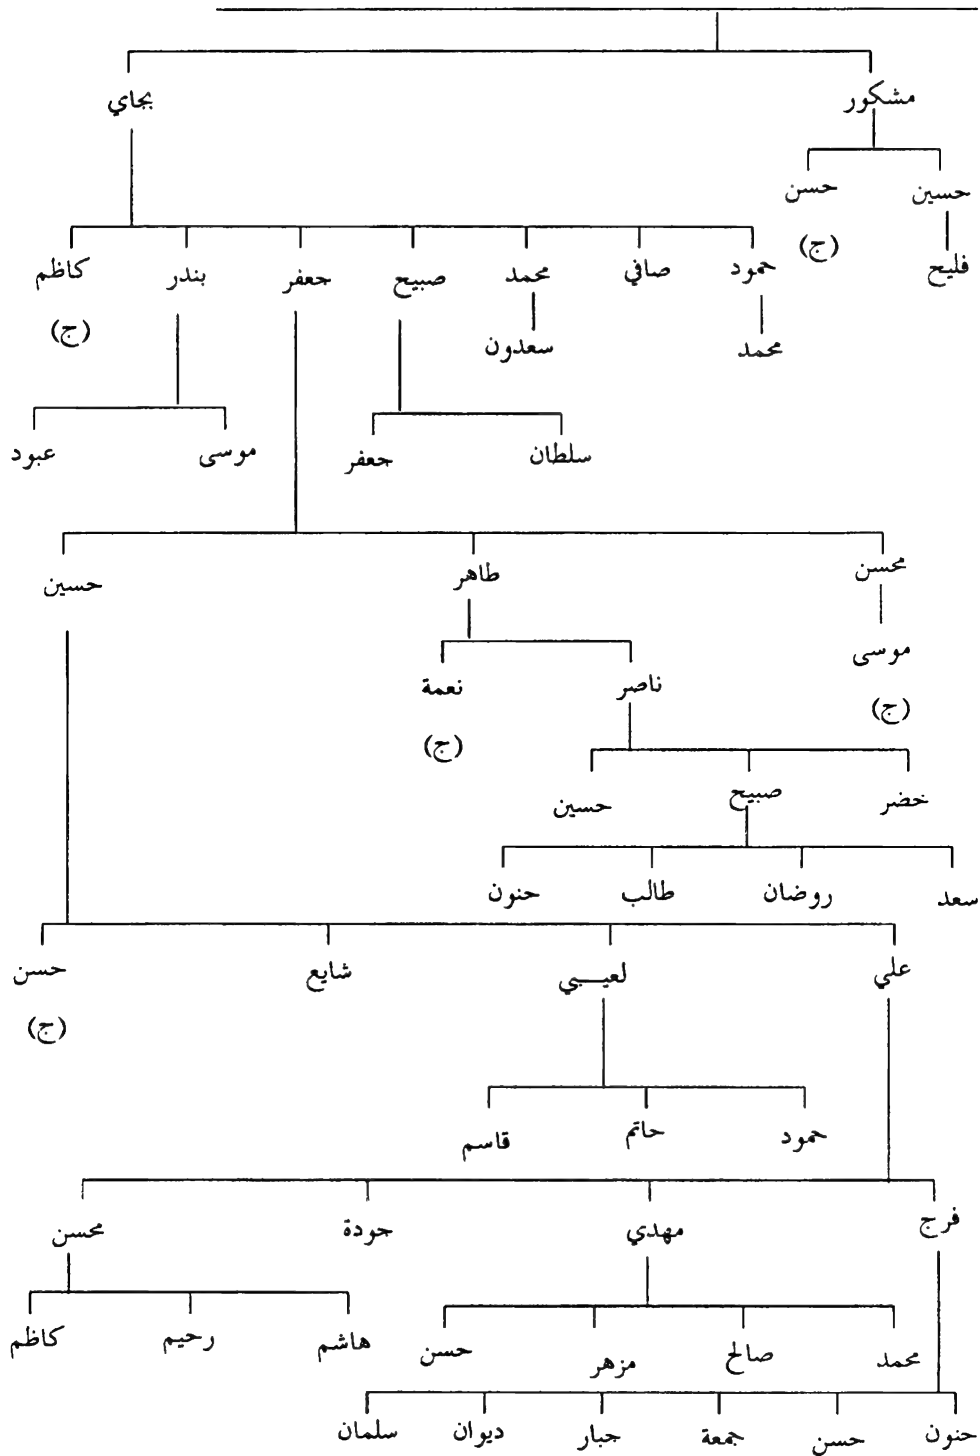 مشكور بجاي
حسين حسن
(ج)
فليح
حمود صافي محمد صبيح جعفر بندر كاظم
(ج)
محمد سعدون
سلطان جعفر موسى عبود
محسن طاهر حسين
موسى
(ج)
ناصر نعمة
(ج)
خضر صبيح حسين
سعد روضان طالب حنون
علي لعيـبي شايع حسن
(ج)
حمود حاتم قاسم
فرج مهدي جودة محسن
محمد صالح مزهر حسن هاشم رحيم كاظم
حنون حسن جمعة جبار ديوان سلمان